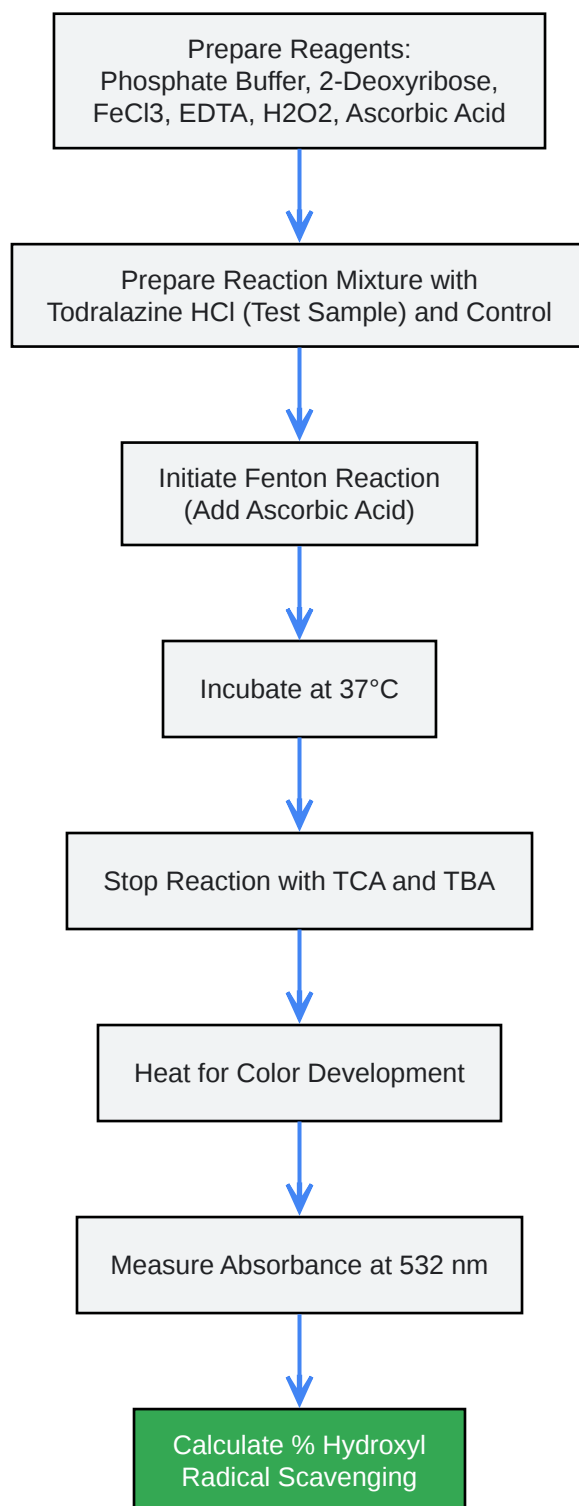 Prepare Reagents:
Phosphate Buffer, 2-Deoxyribose,
FeCl3, EDTA, H2O2, Ascorbic Acid
Prepare Reaction Mixture with
Todralazine HCl (Test Sample) and Control
Initiate Fenton Reaction
(Add Ascorbic Acid)
Incubate at 37°C
Stop Reaction with TCA and TBA
Heat for Color Development
Measure Absorbance at 532 nm
Calculate % Hydroxyl
Radical Scavenging